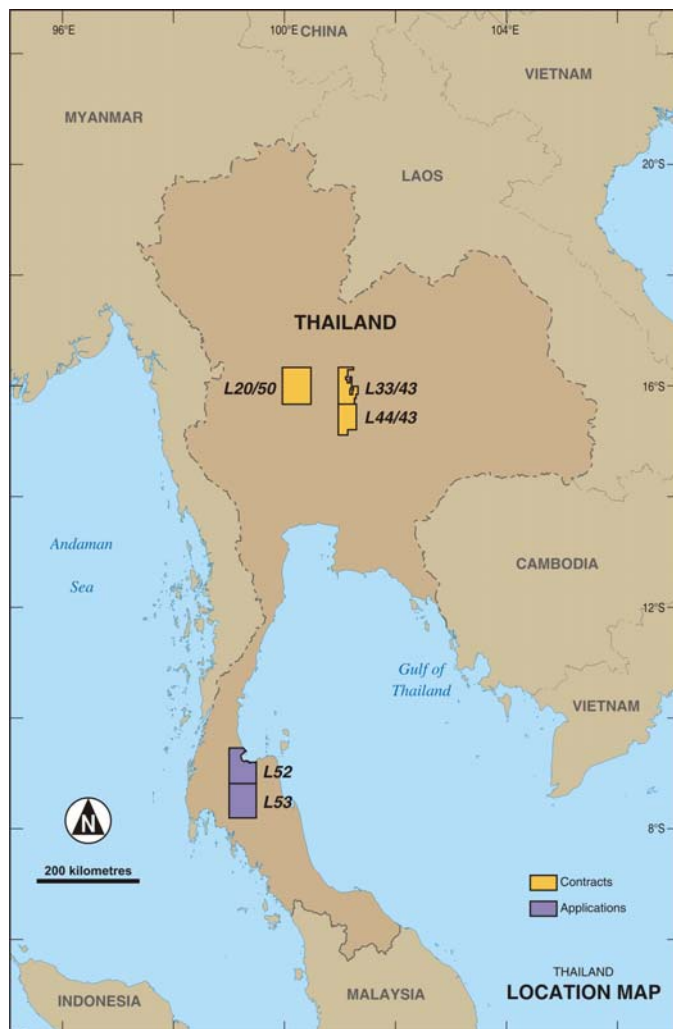 96°E
100°E
104°E
CHINA
VIETNAM
MYANMAR
20°S
LAOS
THAILAND
L20/50
L33/43
16°S
L44/43
Andaman
Sea
CAMBODIA
12°S
Gulf of
Thailand
VIETNAM
L52
L53
N
8°S
200 kilometres
Contracts
Applications
THAILAND
LOCATION MAP
INDONESIA
MALAYSIA